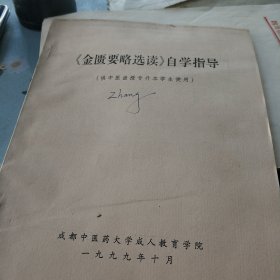 《金匮要略选读》自学指导
(供中医函授专升本学生使用)
Zhang
成都中医药大学成人教育学院
一九九九年十月